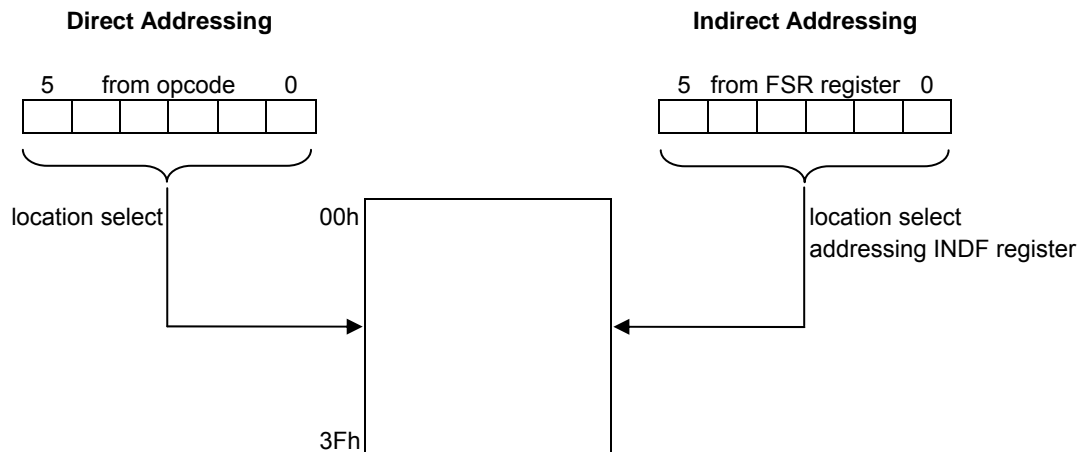 Direct Addressing
Indirect Addressing
5 from opcode 0
5 from FSR register 0
location select
00h
location select
addressing INDF register
3Fh